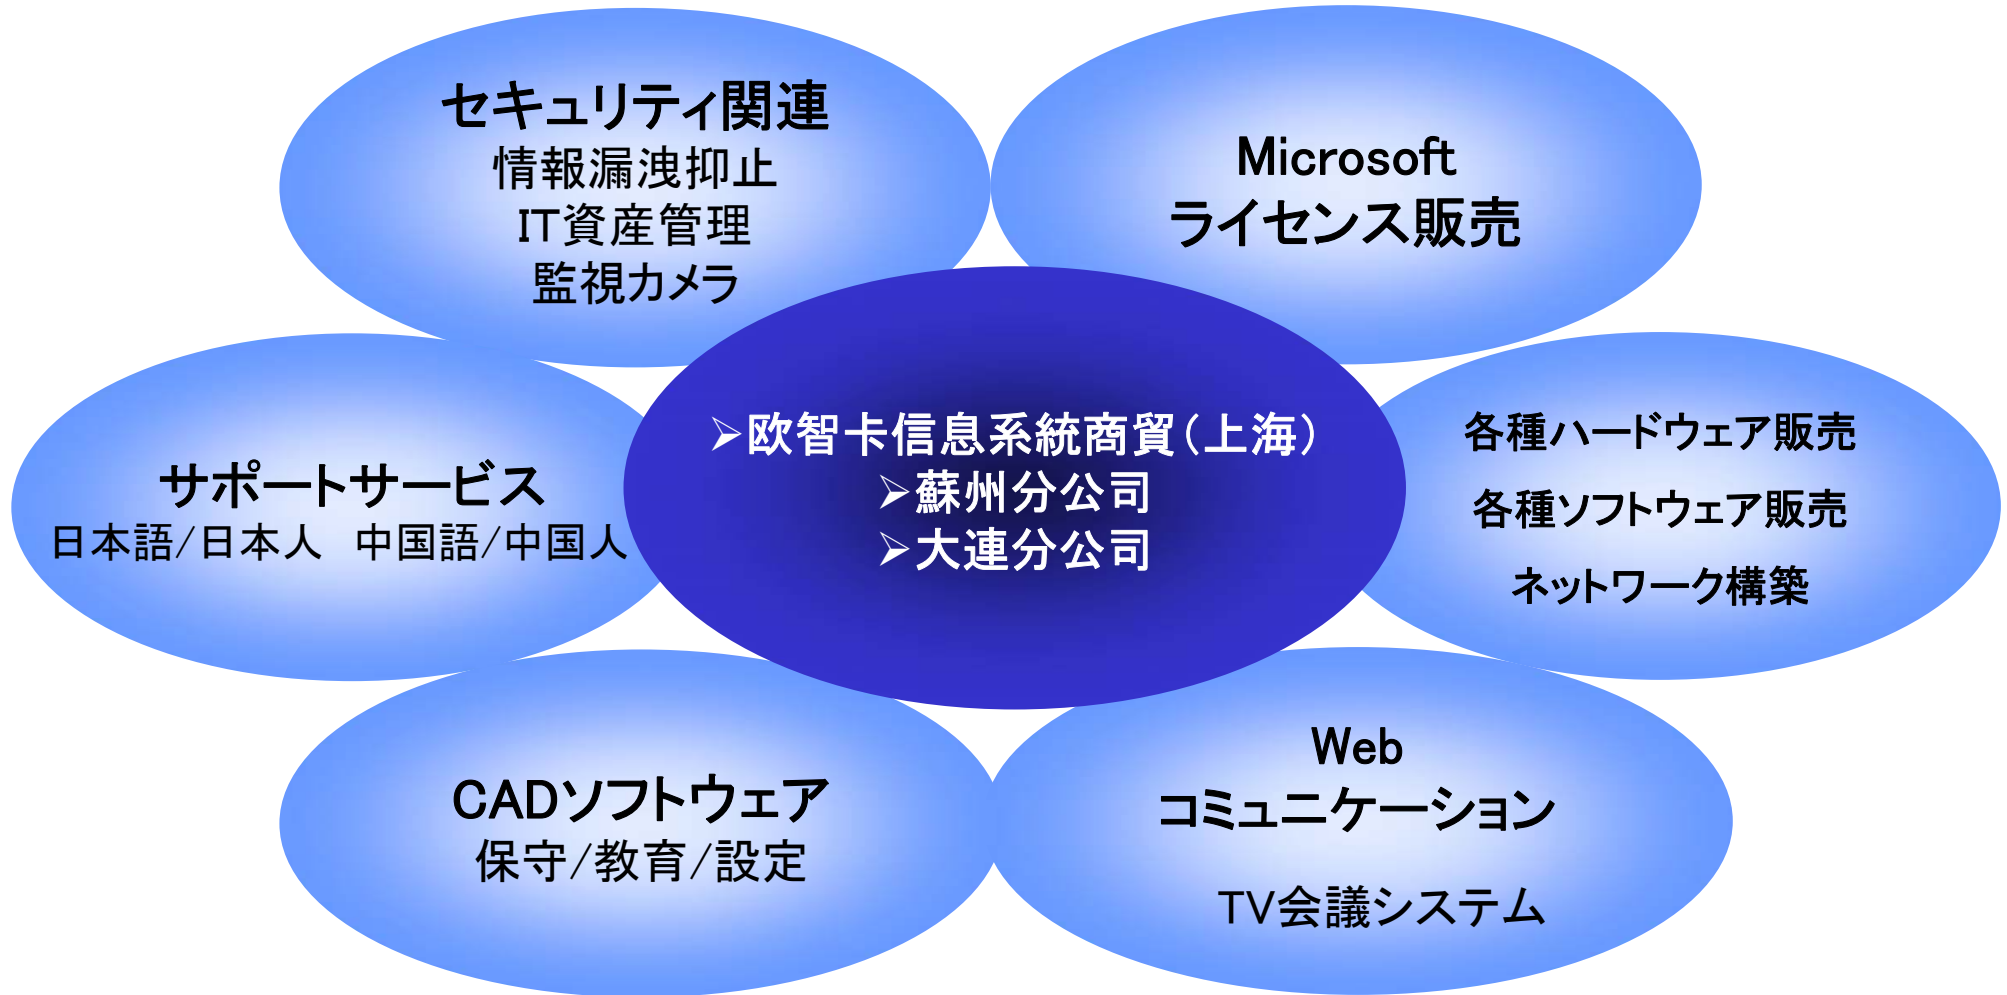 セキュリティ関連
情報漏洩抑止
IT資産管理
監視カメラ
Microsoft
ライセンス販売
サポートサービス
日本語/日本人　中国語/中国人
➢欧智卡信息系統商貿（上海）
➢蘇州分公司
➢大連分公司
各種ハードウェア販売
各種ソフトウェア販売
ネットワーク構築
CADソフトウェア
保守/教育/設定
Web
コミュニケーション
TV会議システム